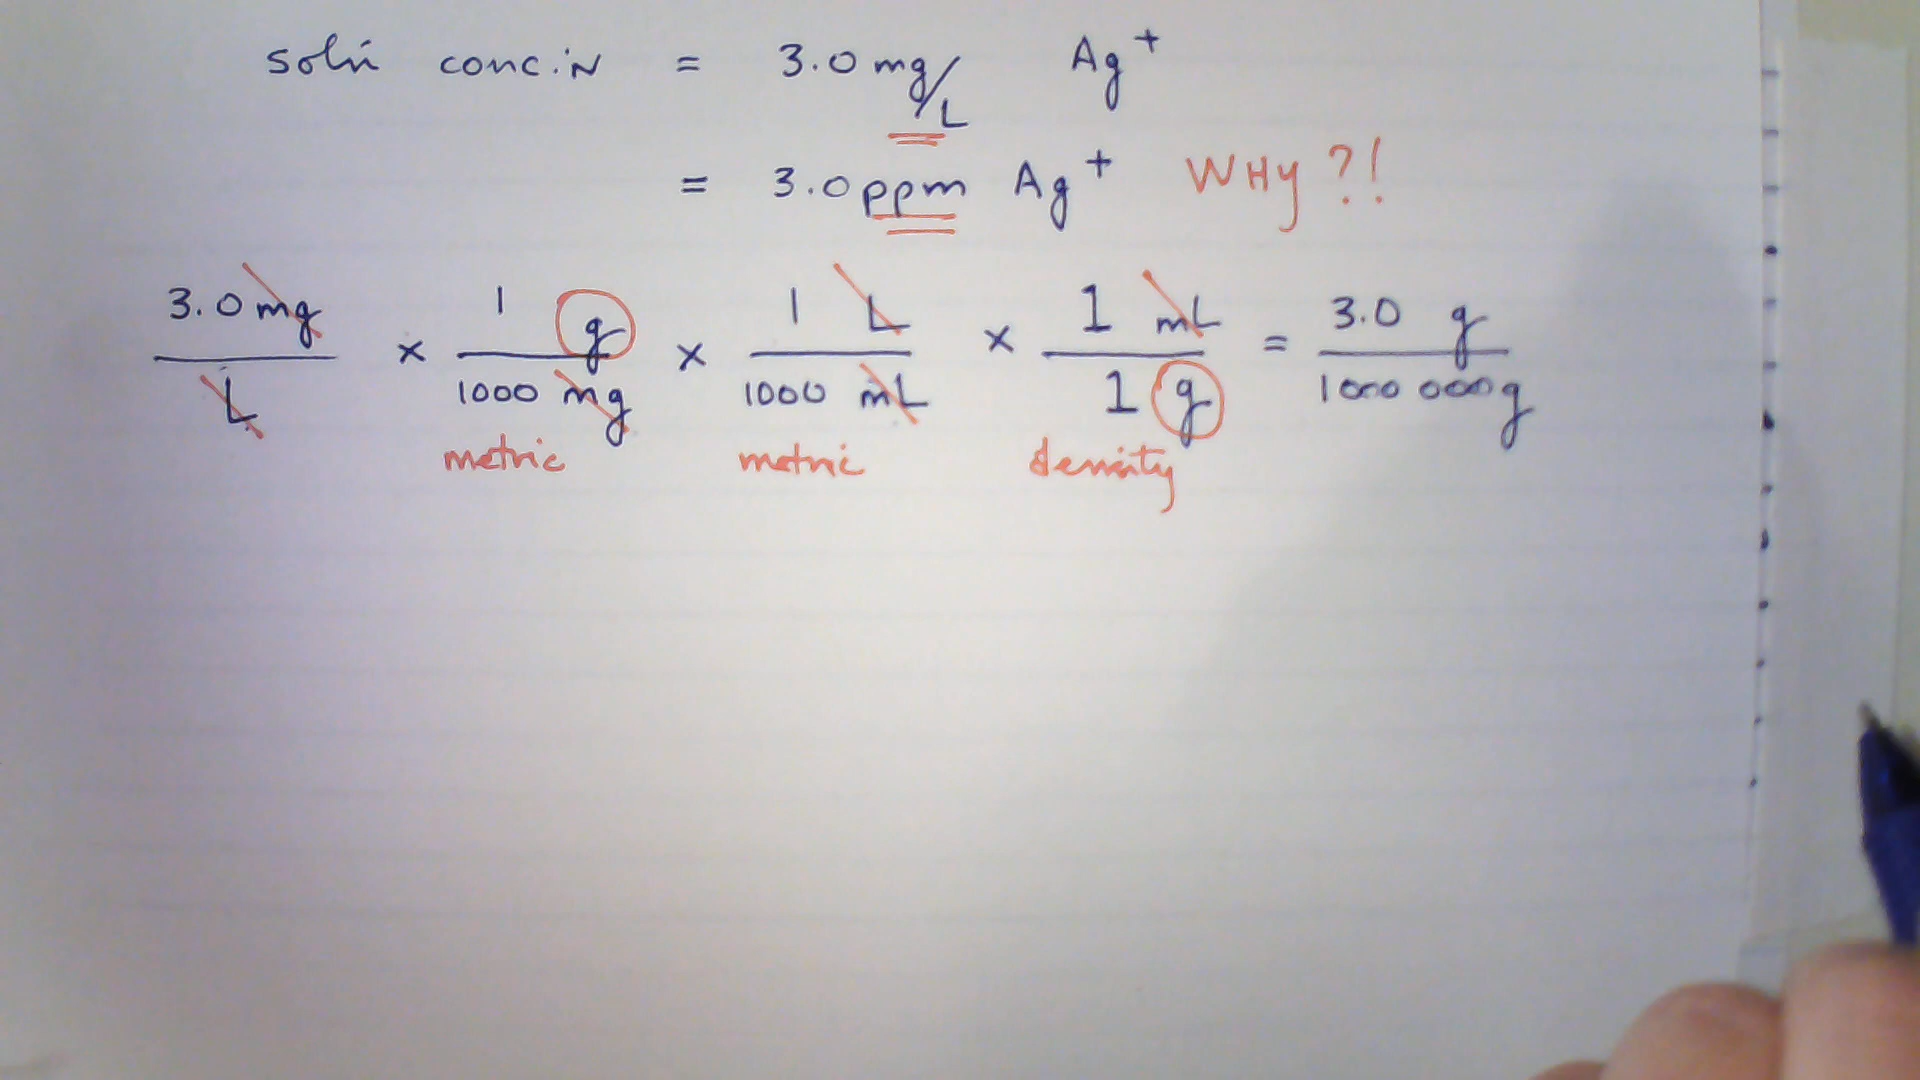 soln conc.N = 3.0 mg/L Ag+
= 3.0 ppm Ag+ WHY?!
3.0 mg/L × 1 g/1000 mg × 1 L/1000 mL × 1 mL/1 g = 3.0 g/1000 000 g
metric metric density